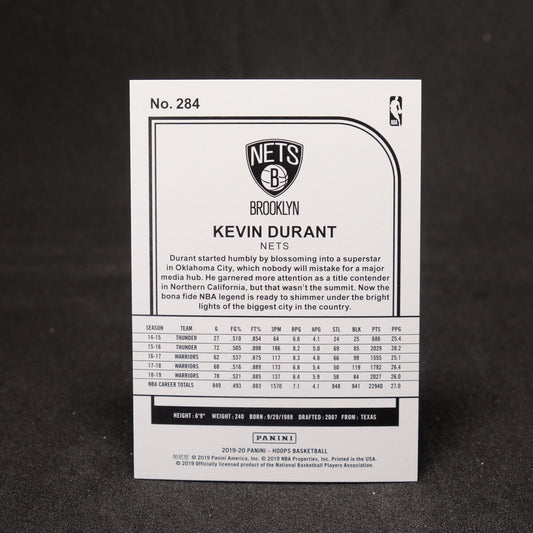 No. 284
NBA
NETS
B
BROOKLYN
KEVIN DURANT
NETS
Durant started humbly by blossoming into a superstar
in Oklahoma City, which nobody will mistake for a major
media hub. He garnered more attention as a title contender
in Northern California, but that wasn't the summit. Now the
bona fide NBA legend is ready to shimmer under the bright
lights of the biggest city in the country.
SEASON TEAM G FG% FT% 3PM RPG APG STL BLK PTS PPG
14-15 THUNDER 27 .510 .854 64 6.6 4.1 24 25 686 25.4
15-16 THUNDER 72 .505 .898 186 8.2 5.0 69 85 2029 28.2
16-17 WARRIORS 62 .537 .875 117 8.3 4.8 66 99 1555 25.1
17-18 WARRIORS 68 .516 .889 173 6.8 5.4 50 119 1792 26.4
18-19 WARRIORS 78 .521 .885 137 6.4 5.9 58 84 2027 26.0
NBA CAREER TOTALS 849 .493 .883 1570 7.1 4.1 948 941 22940 27.0
HEIGHT: 6'9" WEIGHT: 240 BORN: 9/29/1988 DRAFTED: 2007 FROM: TEXAS
PANINI
2019-20 PANINI – HOOPS BASKETBALL
© 2019 Panini America, Inc. © 2019 NBA Properties, Inc. Printed in the USA.
© 2019 Officially licensed product of the National Basketball Players Association.